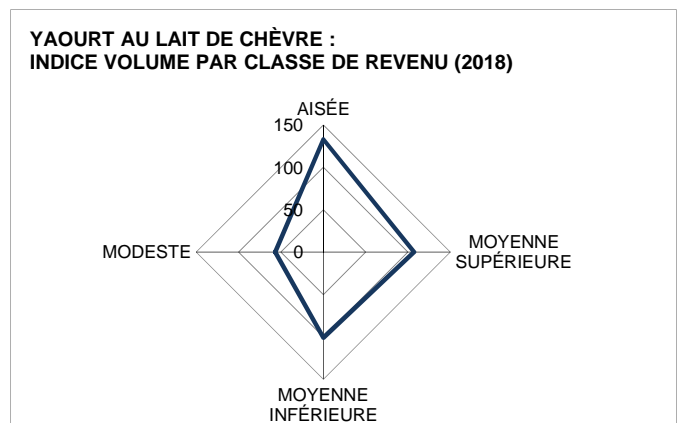 YAOURT AU LAIT DE CHÈVRE :
INDICE VOLUME PAR CLASSE DE REVENU (2018)
AISÉE
150
100
50
MODESTE
0
MOYENNE
SUPÉRIEURE
MOYENNE
INFÉRIEURE